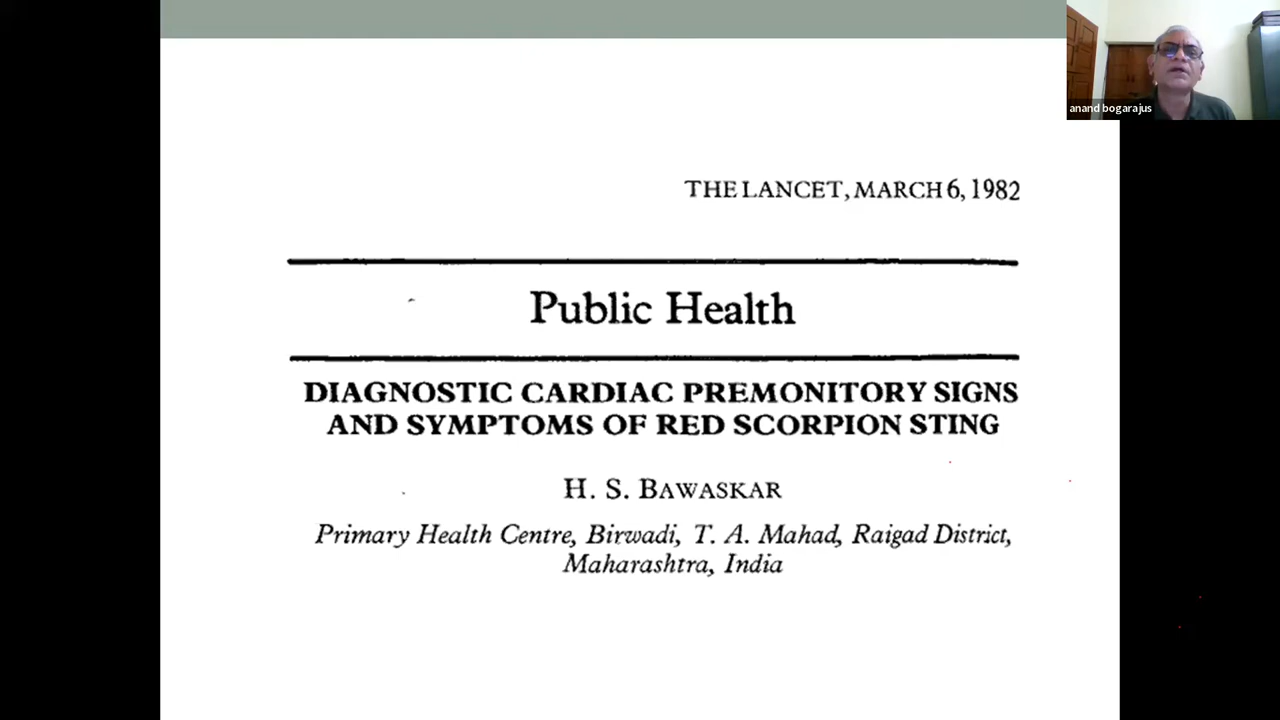 anand bogarajus
THE LANCET, MARCH 6, 1982
Public Health
DIAGNOSTIC CARDIAC PREMONITORY SIGNS
AND SYMPTOMS OF RED SCORPION STING
H. S. BAWASKAR
Primary Health Centre, Birwadi, T. A. Mahad, Raigad District,
Maharashtra, India